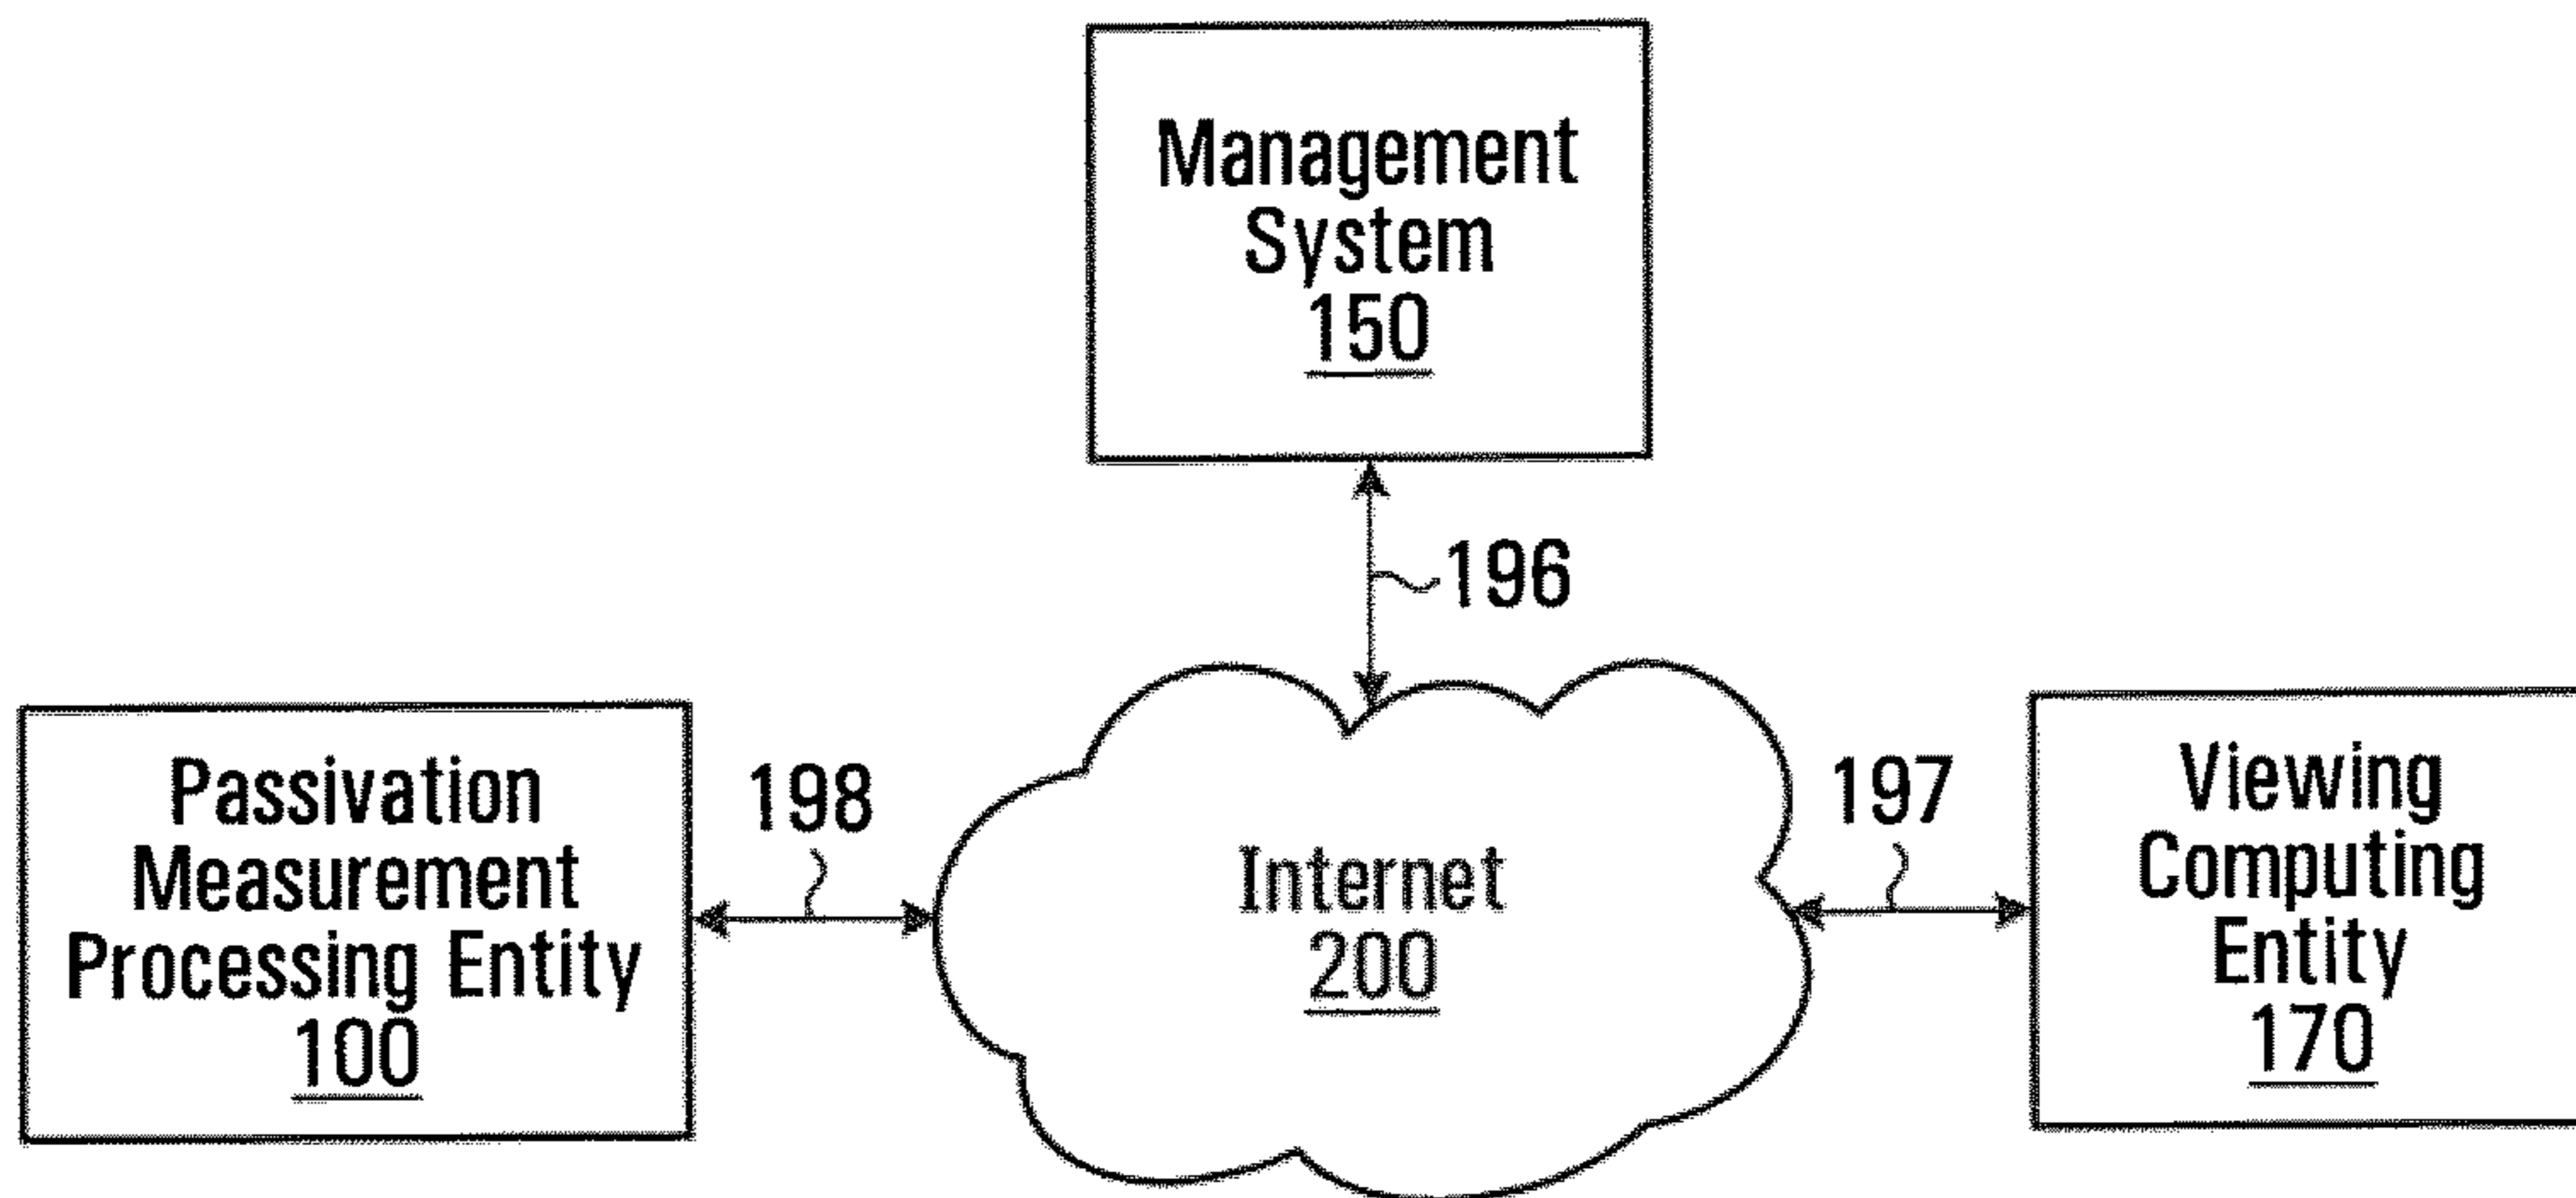 Management
System
150
196
Passivation
Measurement
Processing Entity
100
198
Internet
200
197
Viewing
Computing
Entity
170